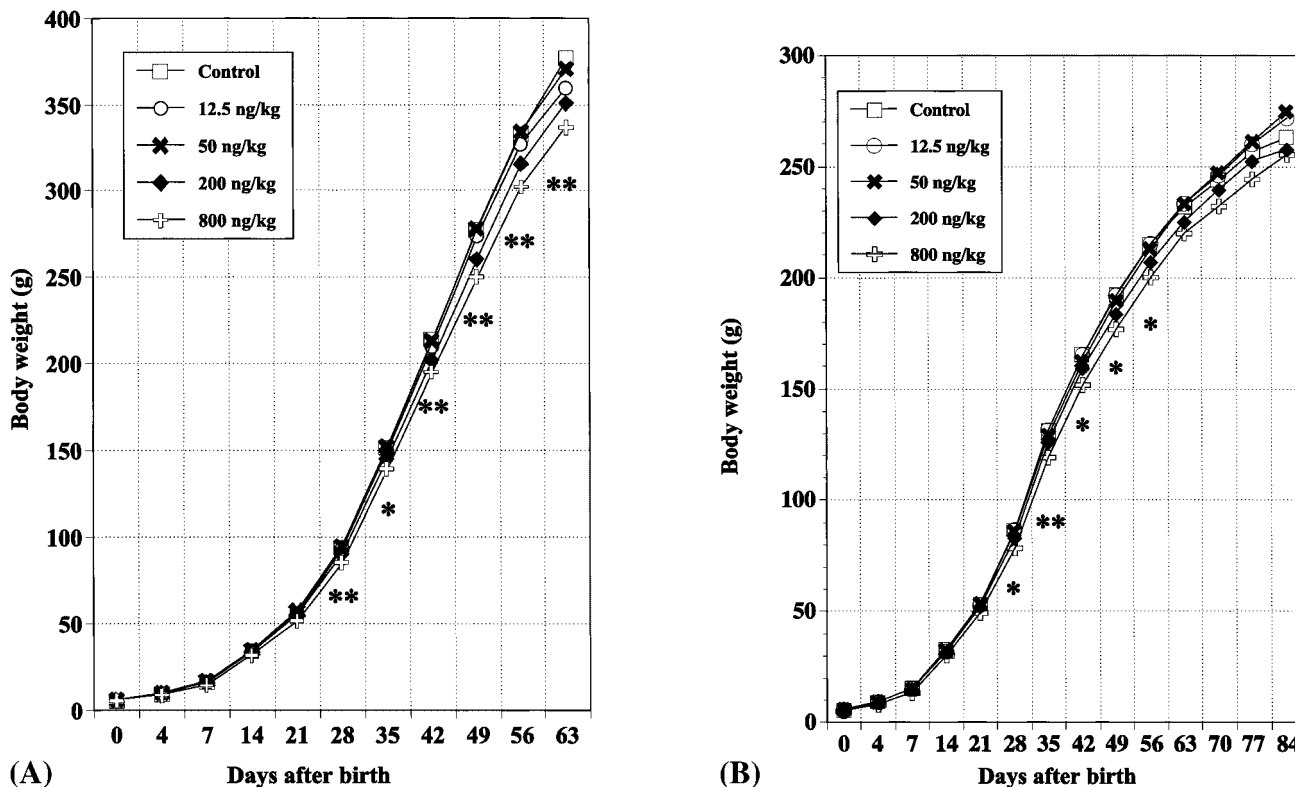 400
350
300
250
200
150
100
50
0
Body weight (g)
Control
12.5 ng/kg
50 ng/kg
200 ng/kg
800 ng/kg
**
*
**
**
**
**
0 4 7 14 21 28 35 42 49 56 63
(A) Days after birth
300
250
200
150
100
50
0
Body weight (g)
Control
12.5 ng/kg
50 ng/kg
200 ng/kg
800 ng/kg
*
**
*
*
*
0 4 7 14 21 28 35 42 49 56 63 70 77 84
(B) Days after birth